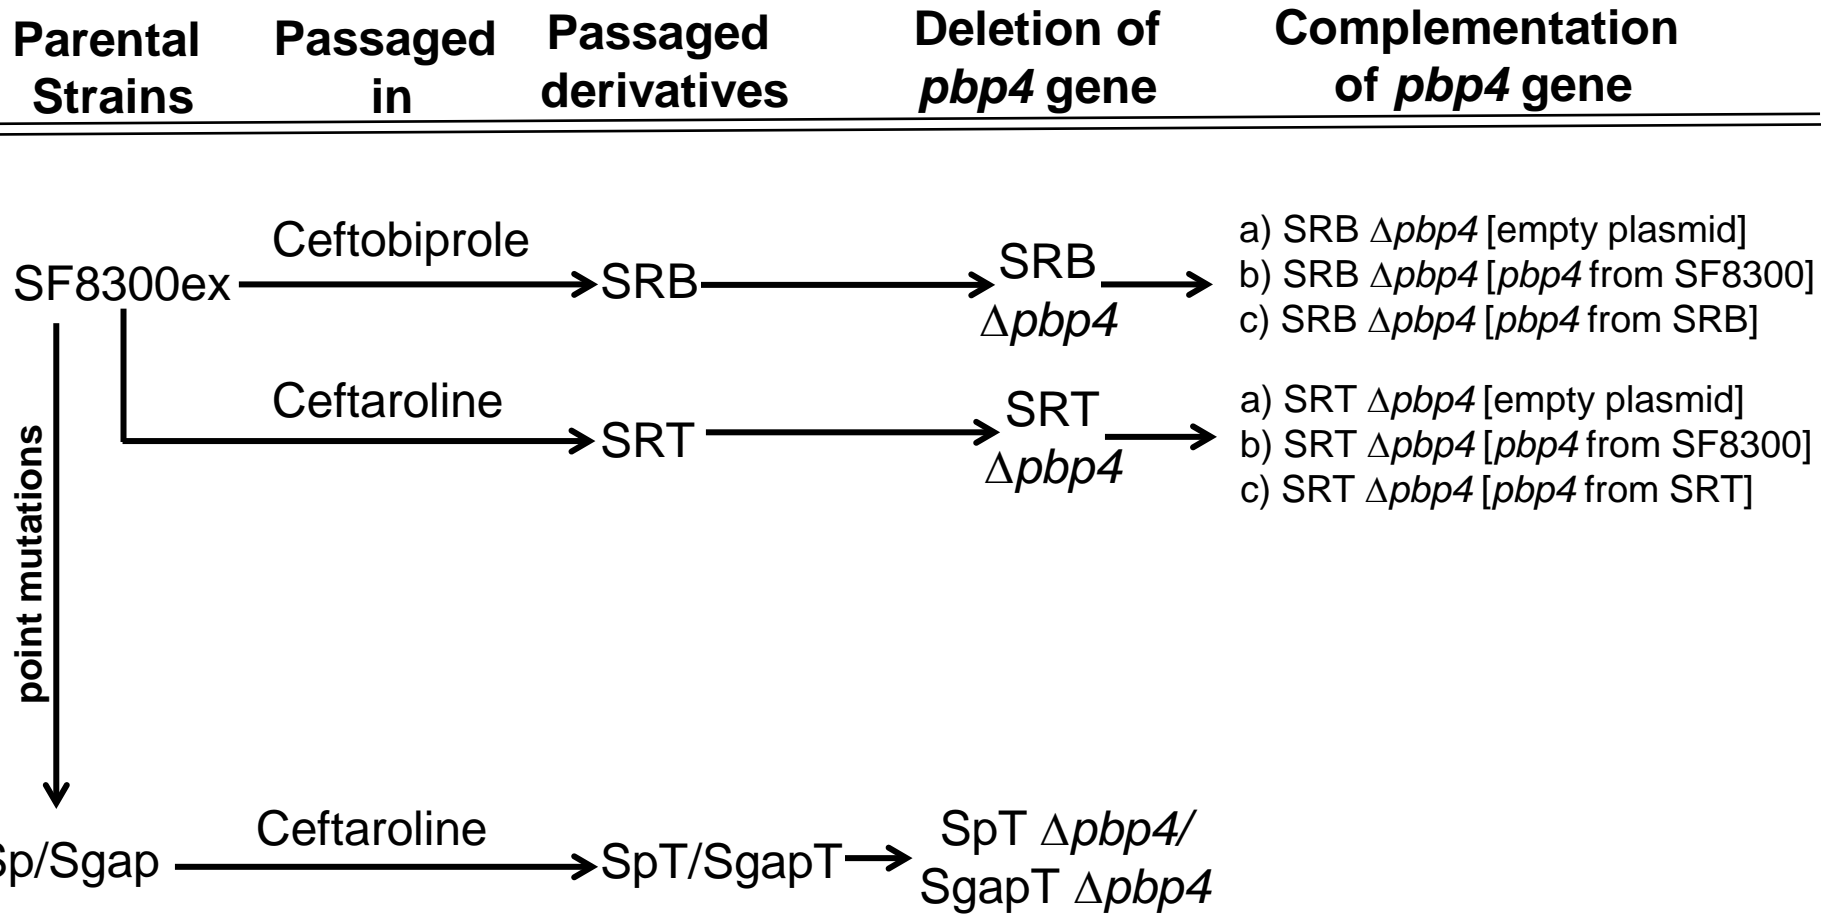 Parental Strains
Passaged in
Passaged derivatives
Deletion of pbp4 gene
Complementation of pbp4 gene
SF8300ex
Ceftobiprole
SRB
SRB
Δpbp4
a) SRB Δpbp4 [empty plasmid]
b) SRB Δpbp4 [pbp4 from SF8300]
c) SRB Δpbp4 [pbp4 from SRB]
Ceftaroline
SRT
SRT
Δpbp4
a) SRT Δpbp4 [empty plasmid]
b) SRT Δpbp4 [pbp4 from SF8300]
c) SRT Δpbp4 [pbp4 from SRT]
point mutations
Sp/Sgap
Ceftaroline
SpT/SgapT
SpT Δpbp4/
SgapT Δpbp4